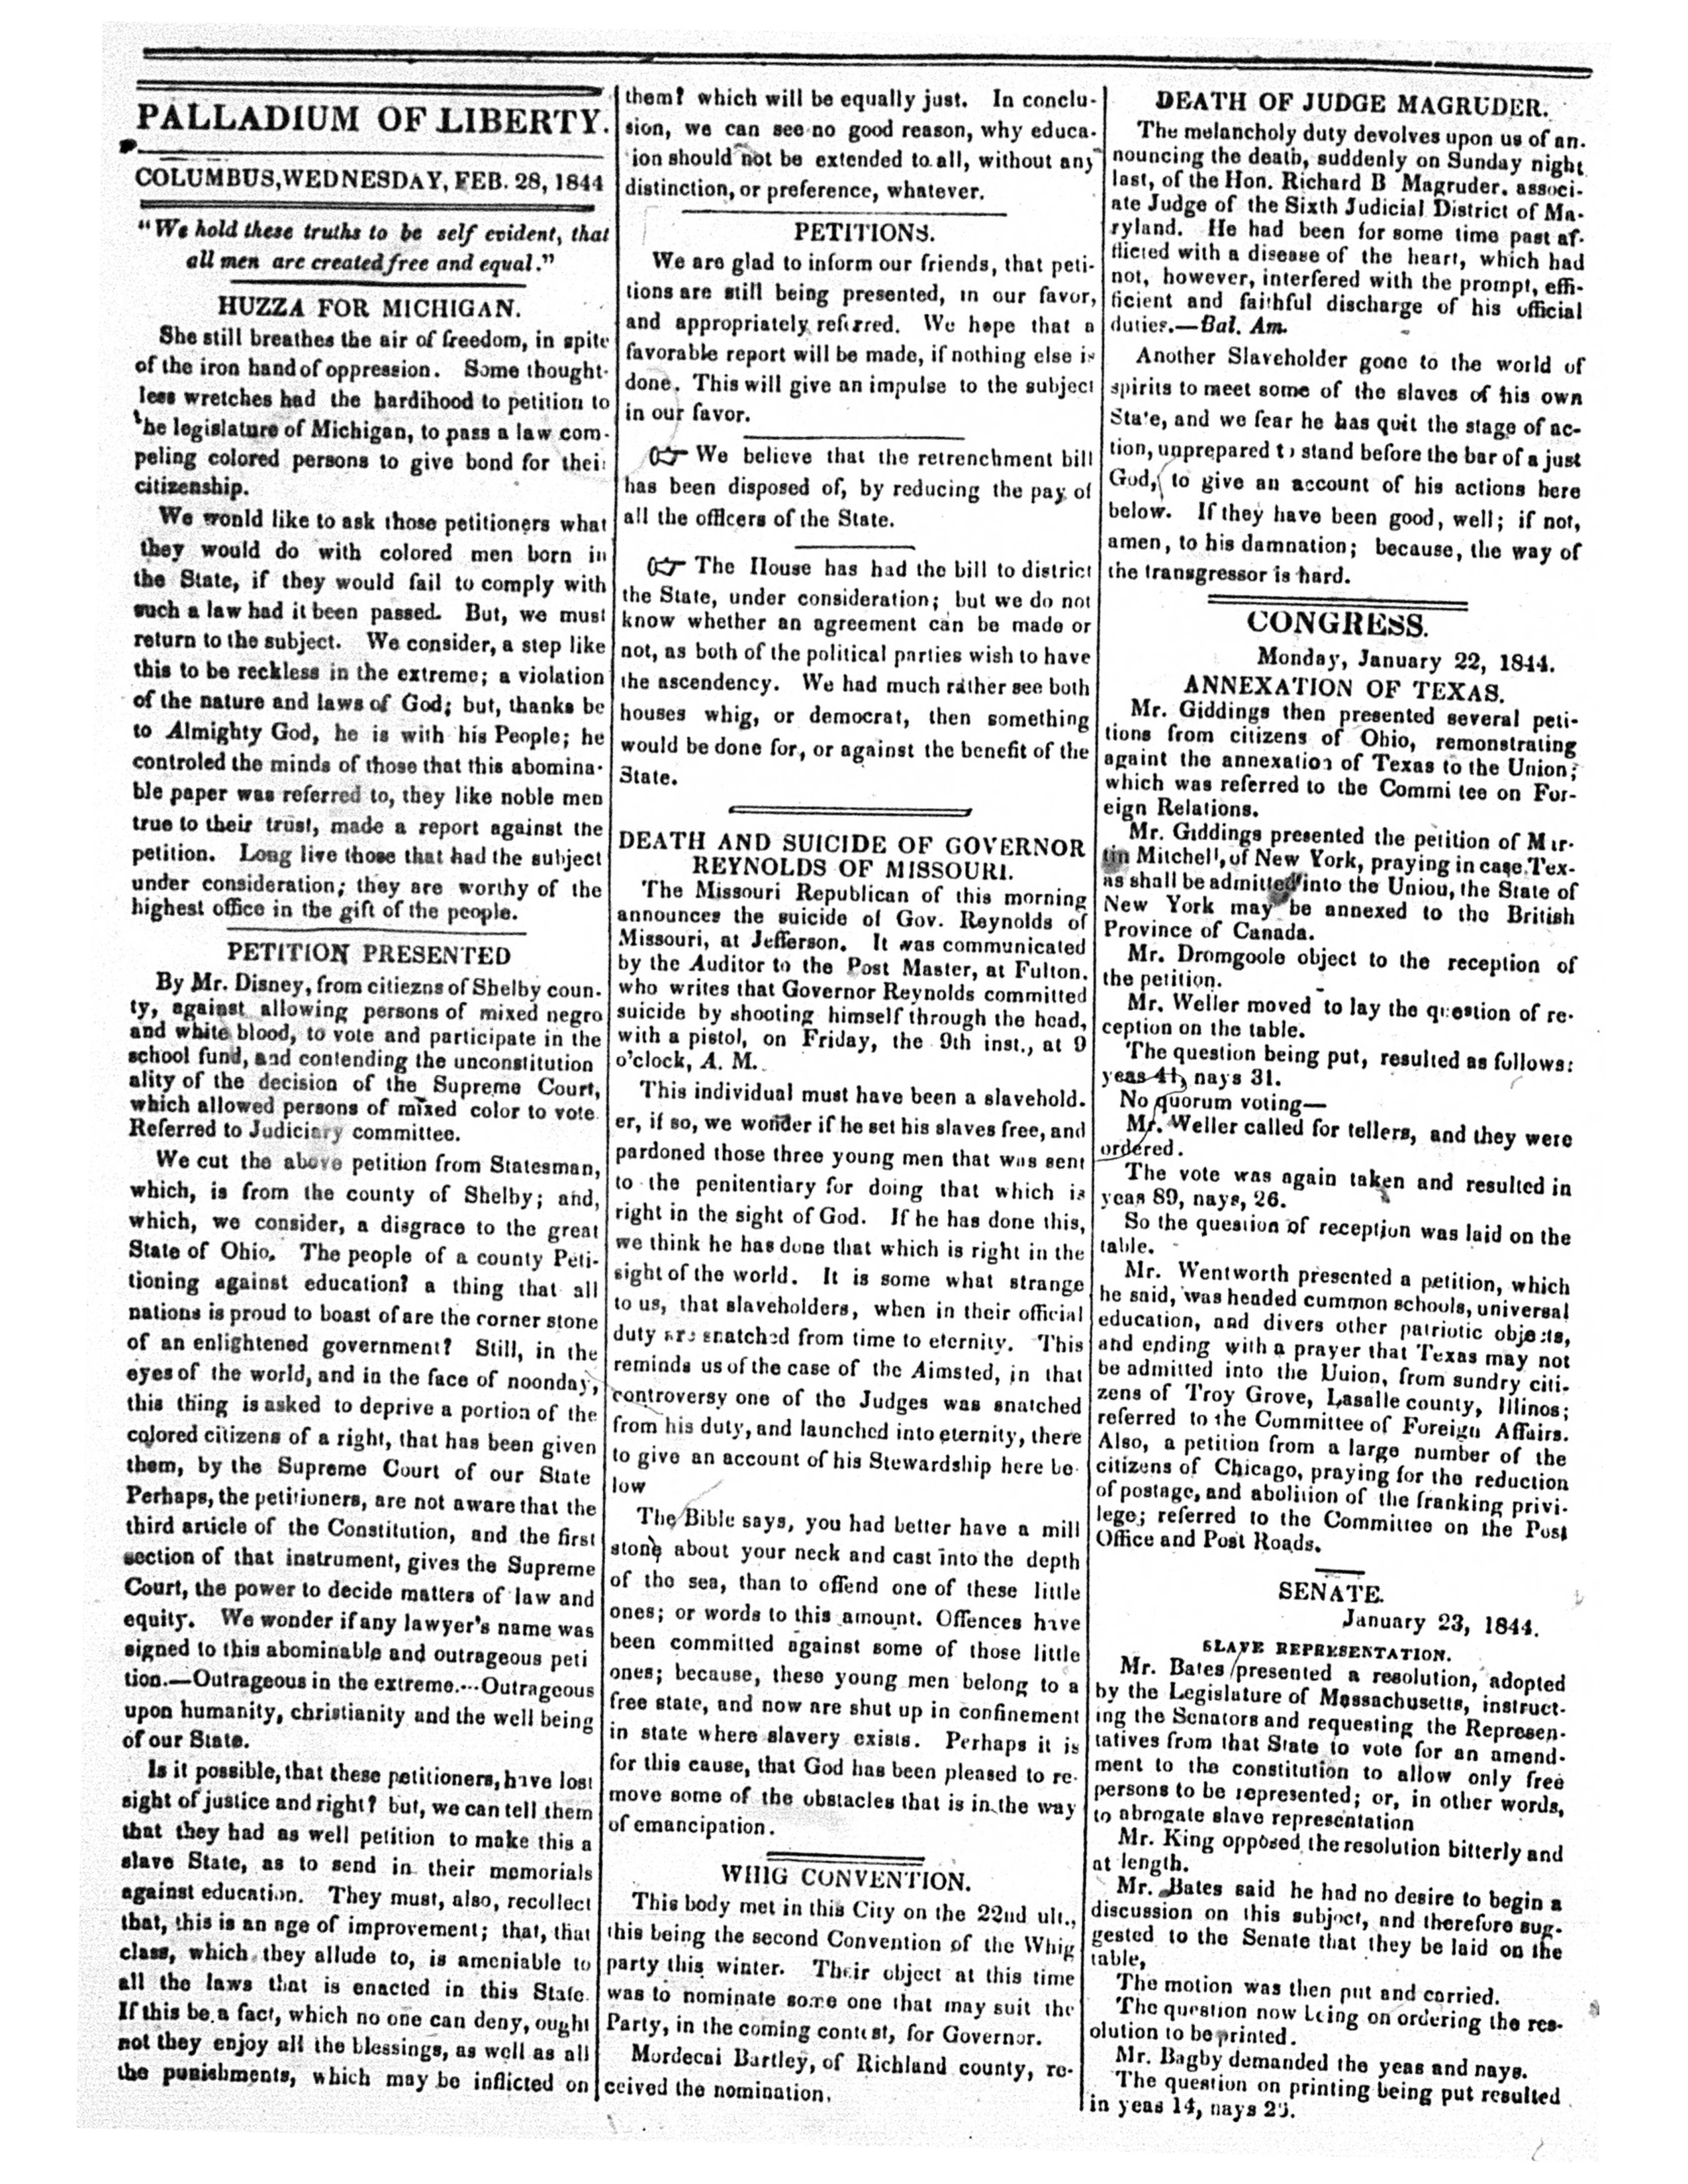 PALLADIUM OF LIBERTY.
COLUMBUS, WEDNESDAY, FEB. 28, 1844
"We hold these truths to be self evident, that
all men are created free and equal."
HUZZA FOR MICHIGAN.
She still breathes the air of freedom, in spite
of the iron hand of oppression. Some thought-
less wretches had the hardihood to petition to
he legislature of Michigan, to pass a law com-
peling colored persons to give bond for thei
citizenship.
We would like to ask those petitioners what
they would do with colored men born in
the State, if they would fail to comply with
such a law had it been passed. But, we must
return to the subject. We consider, a step like
this to be reckless in the extreme; a violation
of the nature and laws of God; but, thanks be
to Almighty God, he is with his People; he
controled the minds of those that this abomina-
ble paper was referred to, they like noble men
true to their trust, made a report against the
petition. Long live those that had the subject
under consideration; they are worthy of the
highest office in the gift of the people.
PETITION PRESENTED
By Mr. Disney, from citiezns of Shelby coun-
ty, against allowing persons of mixed negro
and white blood, to vote and participate in the
school fund, and contending the unconstitution
ality of the decision of the Supreme Court,
which allowed persons of mixed color to vote
Referred to Judiciary committee.
We cut the above petition from Statesman,
which, is from the county of Shelby; and,
which, we consider, a disgrace to the great
State of Ohio. The people of a county Peti-
tioning against education? a thing that all
nations is proud to boast of are the corner stone
of an enlightened government? Still, in the
eyes of the world, and in the face of noonday,
this thing is asked to deprive a portion of the
colored citizens of a right, that has been given
them, by the Supreme Court of our State
Perhaps, the petitioners, are not aware that the
third article of the Constitution, and the first
section of that instrument, gives the Supreme
Court, the power to decide matters of law and
equity. We wonder if any lawyer's name was
signed to this abominable and outrageous peti
tion.—Outrageous in the extreme.---Outrageous
upon humanity, christianity and the well being
of our State.
Is it possible, that these petitioners, have lost
sight of justice and right? but, we can tell them
that they had as well petition to make this a
slave State, as to send in their memorials
against education. They must, also, recollect
that, this is an age of improvement; that, that
class, which they allude to, is ameniable to
all the laws that is enacted in this State.
If this be a fact, which no one can deny, ought
not they enjoy all the blessings, as well as all
the punishments, which may be inflicted on
them? which will be equally just. In conclu-
sion, we can see no good reason, why educa-
ion should not be extended to all, without any
distinction, or preference, whatever.
PETITIONS.
We are glad to inform our friends, that peti-
tions are still being presented, in our favor,
and appropriately referred. We hope that a
favorable report will be made, if nothing else is
done. This will give an impulse to the subject
in our favor.
☞ We believe that the retrenchment bill
has been disposed of, by reducing the pay of
all the officers of the State.
☞ The House has had the bill to district
the State, under consideration; but we do not
know whether an agreement can be made or
not, as both of the political parties wish to have
the ascendency. We had much rather see both
houses whig, or democrat, then something
would be done for, or against the benefit of the
State.
DEATH AND SUICIDE OF GOVERNOR
REYNOLDS OF MISSOURI.
The Missouri Republican of this morning
announces the suicide of Gov. Reynolds of
Missouri, at Jefferson. It was communicated
by the Auditor to the Post Master, at Fulton.
who writes that Governor Reynolds committed
suicide by shooting himself through the head,
with a pistol, on Friday, the 9th inst., at 9
o'clock, A. M.
This individual must have been a slavehold-
er, if so, we wonder if he set his slaves free, and
pardoned those three young men that was sent
to the penitentiary for doing that which is
right in the sight of God. If he has done this,
we think he has done that which is right in the
sight of the world. It is some what strange
to us, that slaveholders, when in their official
duty are snatched from time to eternity. This
reminds us of the case of the Aimsted, in that
controversy one of the Judges was snatched
from his duty, and launched into eternity, there
to give an account of his Stewardship here be-
low
The Bible says, you had better have a mill
stone about your neck and cast into the depth
of the sea, than to offend one of these little
ones; or words to this amount. Offences have
been committed against some of those little
ones; because, these young men belong to a
free state, and now are shut up in confinement
in state where slavery exists. Perhaps it is
for this cause, that God has been pleased to re-
move some of the obstacles that is in the way
of emancipation.
WHIG CONVENTION.
This body met in this City on the 22nd ult.,
this being the second Convention of the Whig
party this winter. Their object at this time
was to nominate some one that may suit the
Party, in the coming contest, for Governor.
Mordecai Bartley, of Richland county, re-
ceived the nomination.
DEATH OF JUDGE MAGRUDER.
The melancholy duty devolves upon us of an-
nouncing the death, suddenly on Sunday night
last, of the Hon. Richard B Magruder, associ-
ate Judge of the Sixth Judicial District of Ma-
ryland. He had been for some time past af-
flicted with a disease of the heart, which had
not, however, interfered with the prompt, effi-
ficient and faithful discharge of his official
duties.—Bal. Am.
Another Slaveholder gone to the world of
spirits to meet some of the slaves of his own
State, and we fear he has quit the stage of ac-
tion, unprepared to stand before the bar of a just
God, to give an account of his actions here
below. If they have been good, well; if not,
amen, to his damnation; because, the way of
the transgressor is hard.
CONGRESS.
Monday, January 22, 1844.
ANNEXATION OF TEXAS.
Mr. Giddings then presented several peti-
tions from citizens of Ohio, remonstrating
againt the annexation of Texas to the Union;
which was referred to the Commi tee on For-
eign Relations.
Mr. Giddings presented the petition of Mar-
tin Mitchell, of New York, praying in case Tex-
as shall be admitted into the Uniou, the State of
New York may be annexed to the British
Province of Canada.
Mr. Dromgoole object to the reception of
the petition.
Mr. Weller moved to lay the question of re-
ception on the table.
The question being put, resulted as follows:
yeas 41, nays 31.
No quorum voting—
Mr. Weller called for tellers, and they were
ordered.
The vote was again taken and resulted in
yeas 89, nays, 26.
So the question of reception was laid on the
table.
Mr. Wentworth presented a petition, which
he said, was headed cummon schools, universal
education, and divers other patriotic objects,
and ending with a prayer that Texas may not
be admitted into the Uuion, from sundry citi-
zens of Troy Grove, Lasalle county, Illinos;
referred to the Committee of Foreign Affairs.
Also, a petition from a large number of the
citizens of Chicago, praying for the reduction
of postage, and abolition of the franking privi-
lege; referred to the Committee on the Post
Office and Post Roads.
SENATE.
January 23, 1844.
SLAVE REPRESENTATION.
Mr. Bates presented a resolution, adopted
by the Legislature of Massachusetts, instruct-
ing the Senators and requesting the Represen-
tatives from that State to vote for an amend-
ment to the constitution to allow only free
persons to be represented; or, in other words,
to abrogate slave representation
Mr. King opposed the resolution bitterly and
at length.
Mr. Bates said he had no desire to begin a
discussion on this subject, and therefore sug-
gested to the Senate that they be laid on the
table,
The motion was then put and carried.
The question now being on ordering the res-
olution to be printed.
Mr. Bagby demanded the yeas and nays.
The question on printing being put resulted
in yeas 14, nays